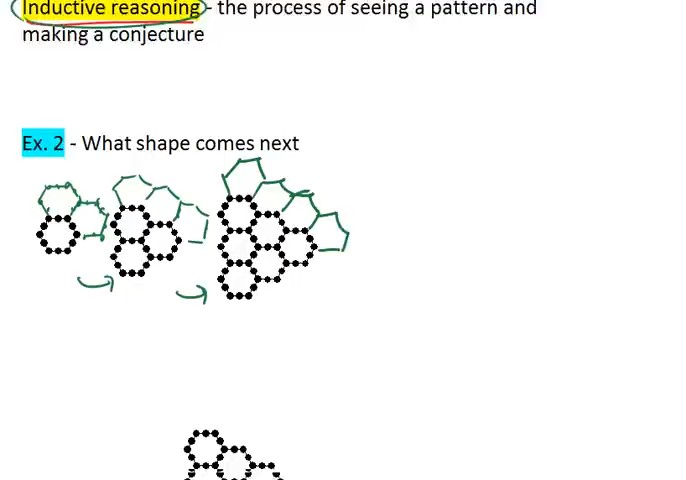 Inductive reasoning - the process of seeing a pattern and
making a conjecture
Ex. 2 - What shape comes next